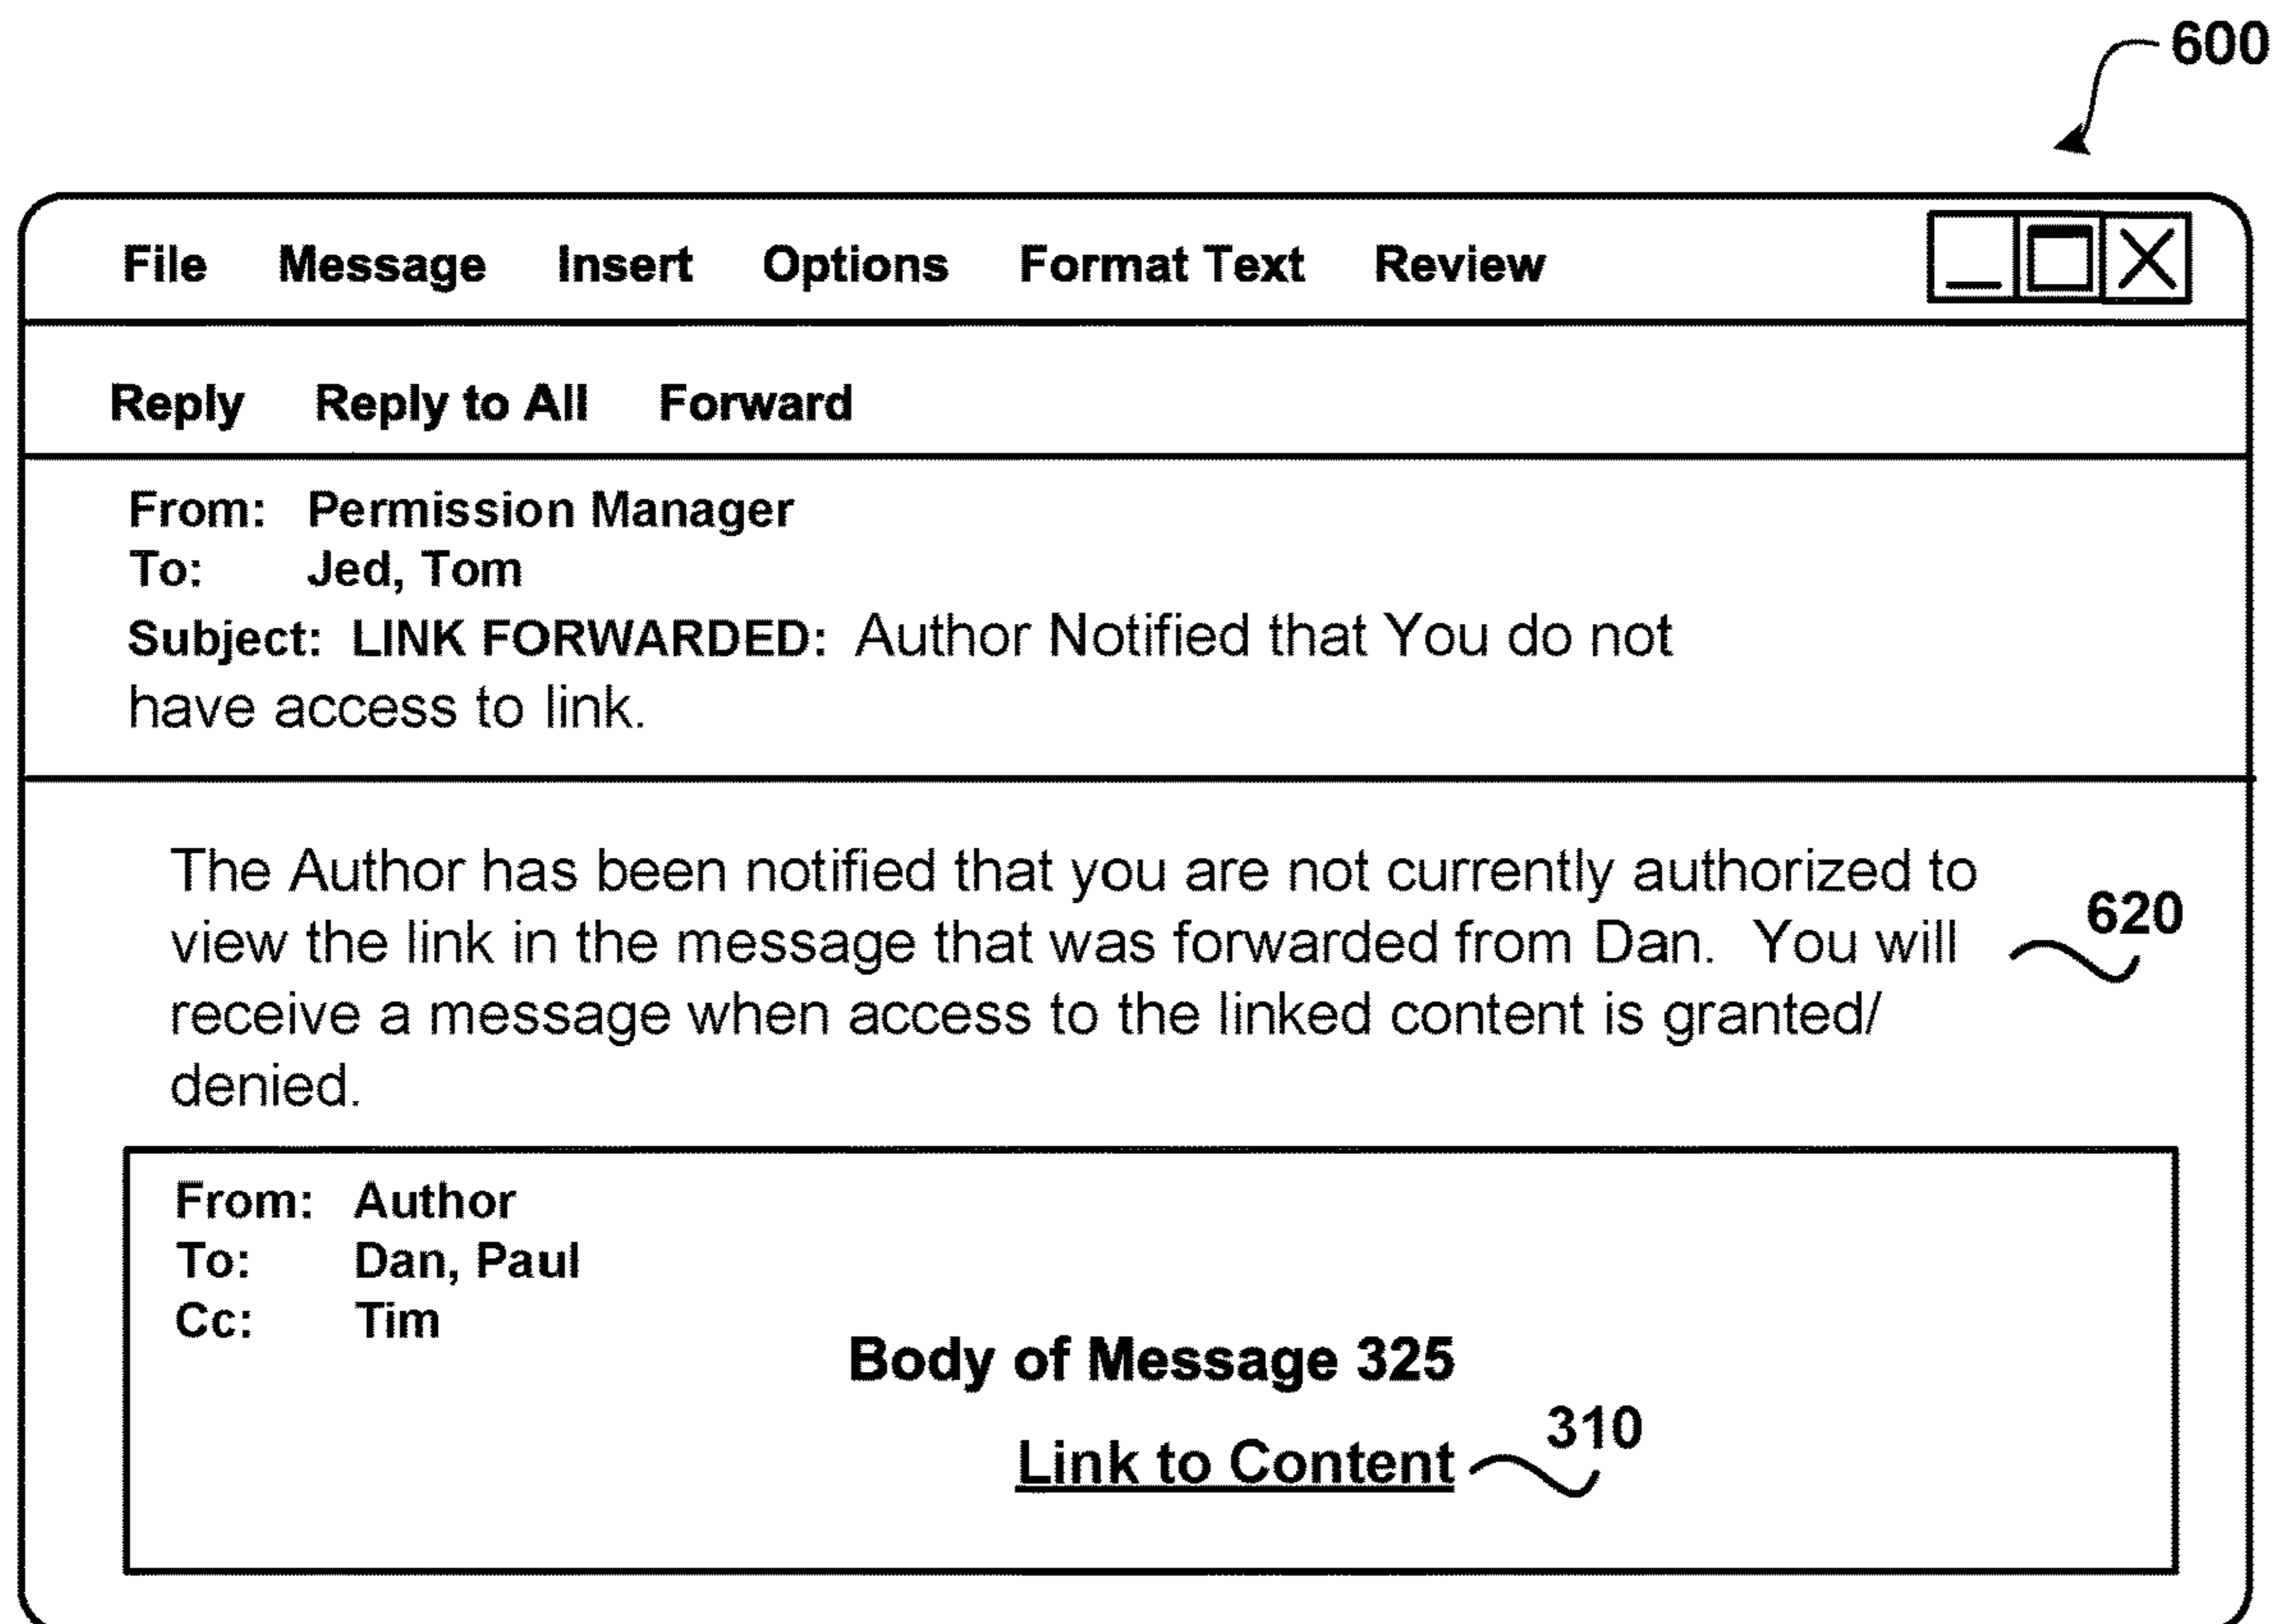 600
File Message Insert Options Format Text Review
Reply Reply to All Forward
From: Permission Manager
To: Jed, Tom
Subject: LINK FORWARDED: Author Notified that You do not
have access to link.
The Author has been notified that you are not currently authorized to
view the link in the message that was forwarded from Dan. You will
620
receive a message when access to the linked content is granted/
denied.
From: Author
To: Dan, Paul
Cc: Tim
Body of Message 325
310
Link to Content